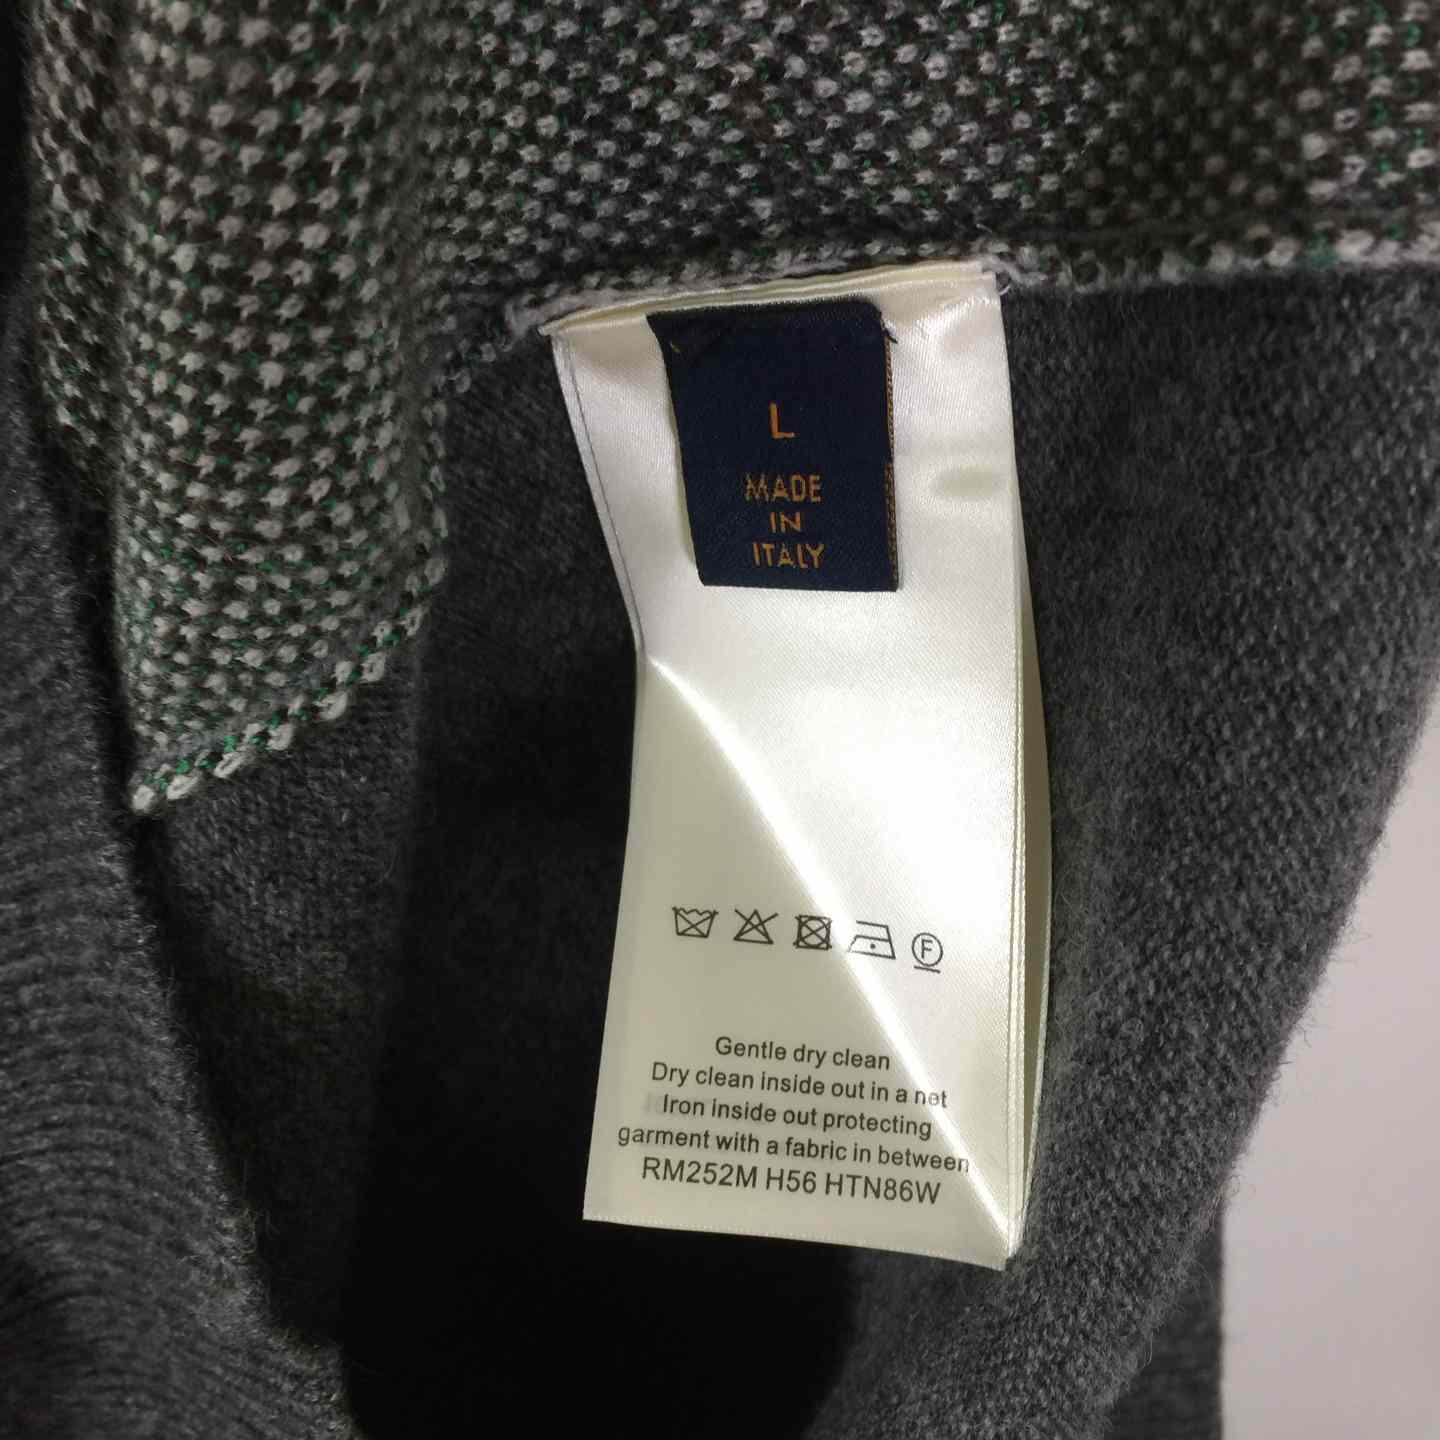 L
MADE
IN
ITALY
F
Gentle dry clean
Dry clean inside out in a net
Iron inside out protecting
garment with a fabric in between
RM252M H56 HTN86W